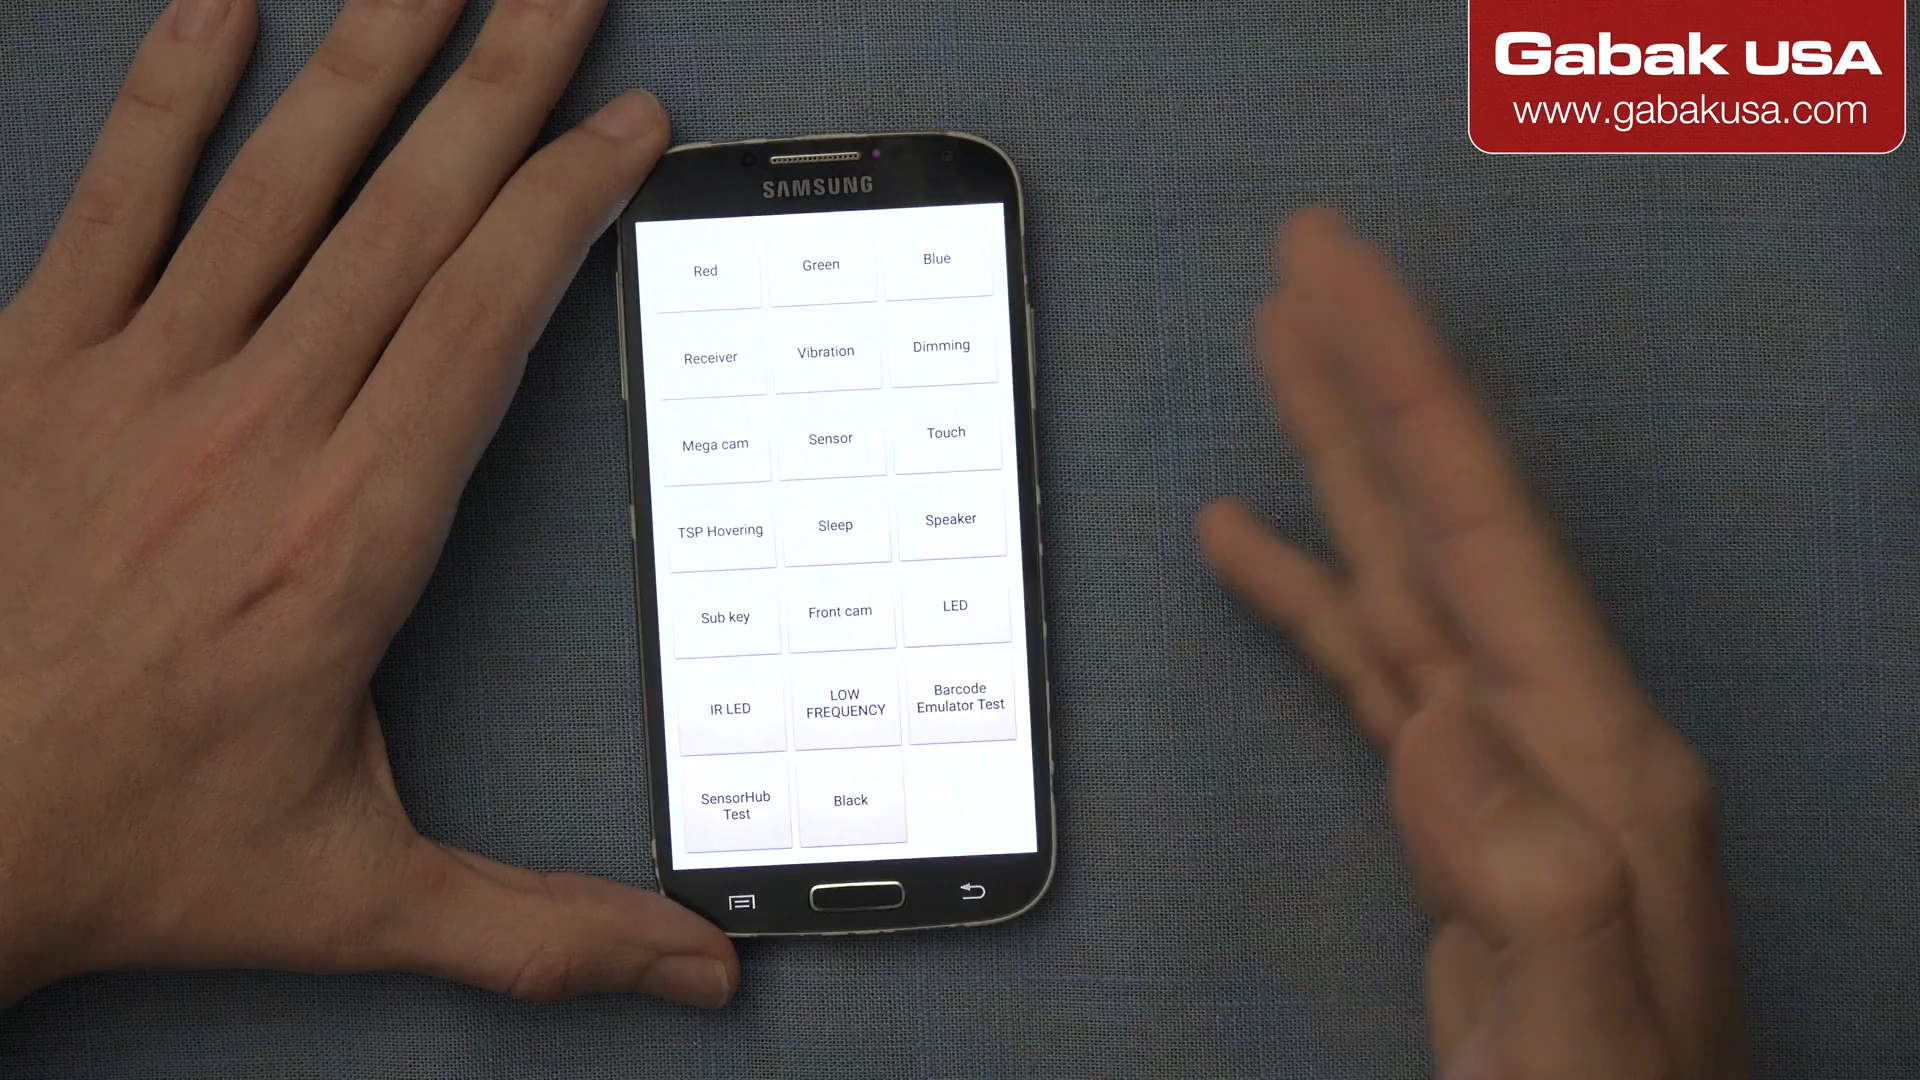 Gabak USA
www.gabakusa.com
SAMSUNG
Red
Green
Blue
Receiver
Vibration
Dimming
Mega cam
Sensor
Touch
TSP Hovering
Sleep
Speaker
Sub key
Front cam
LED
IR LED
LOW
FREQUENCY
Barcode
Emulator Test
SensorHub
Test
Black